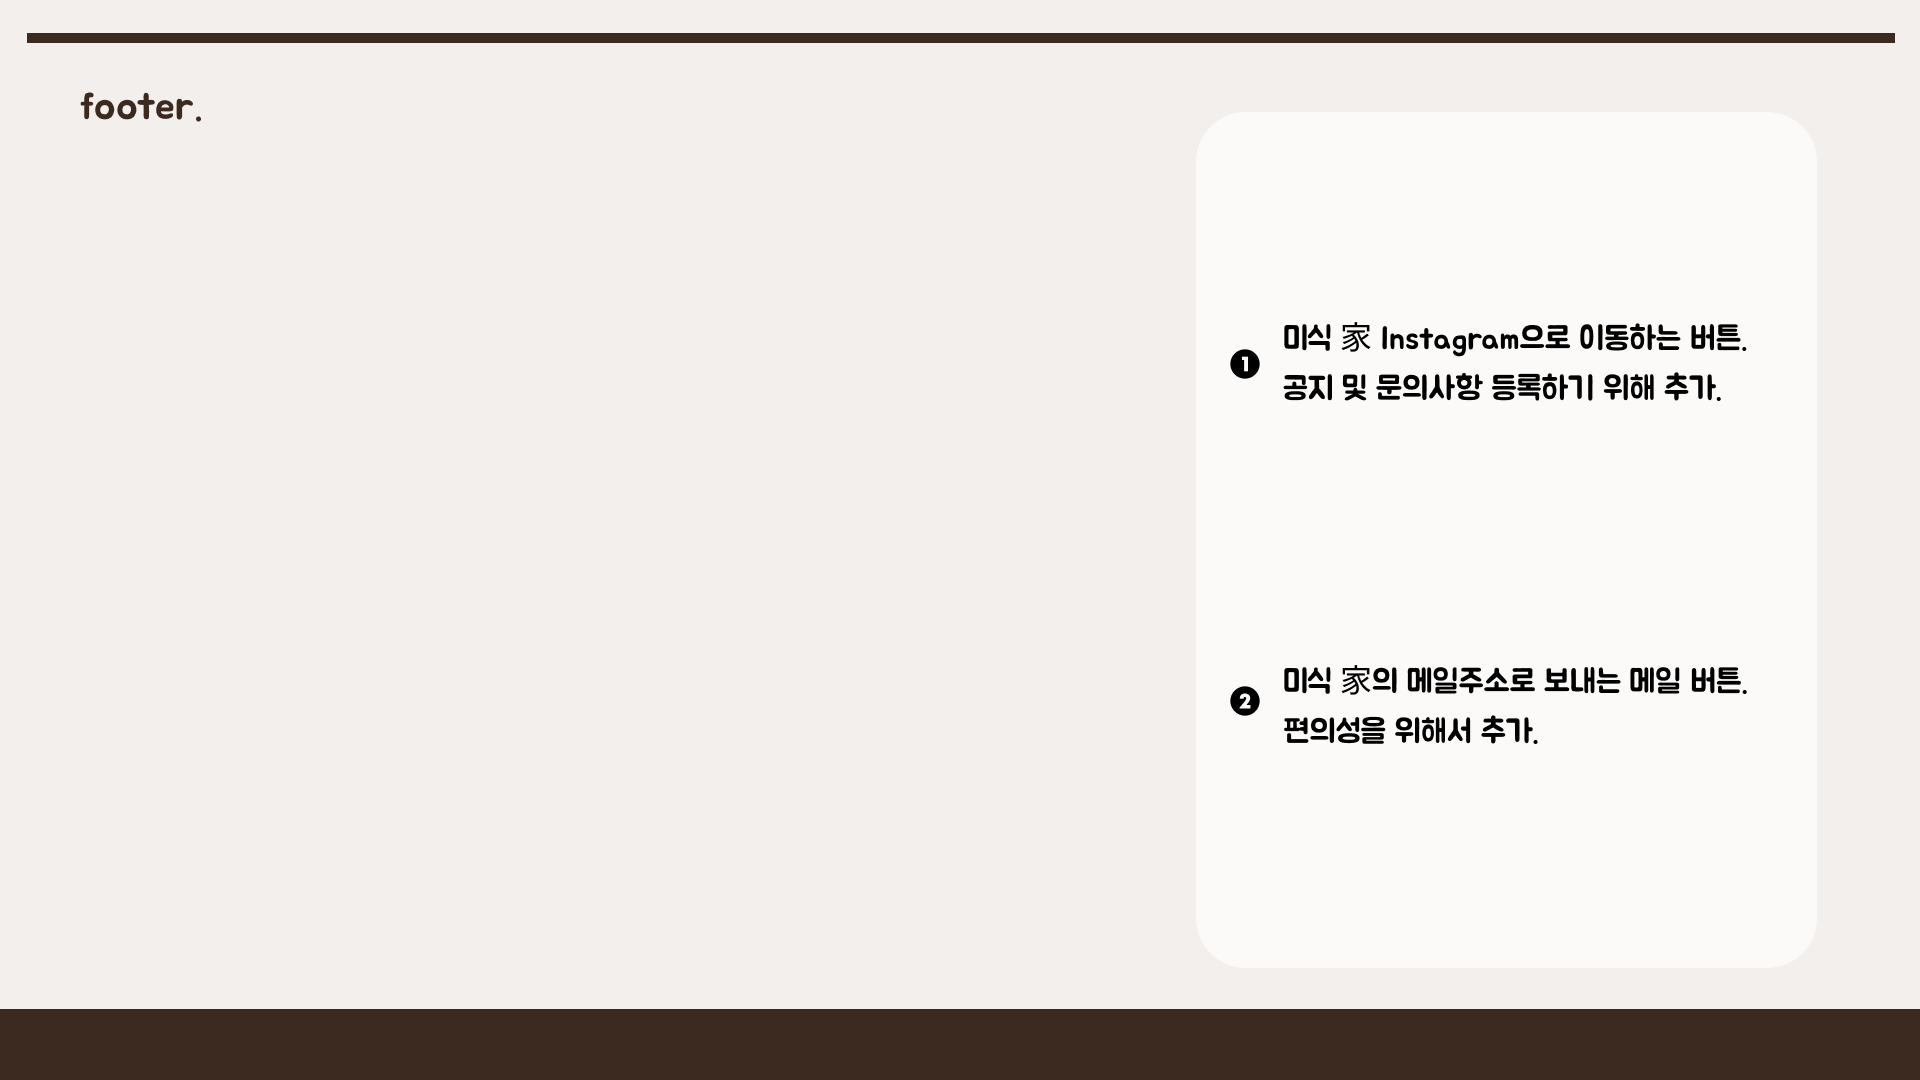 footer.
❶ 미식 家 Instagram으로 이동하는 버튼.
공지 및 문의사항 등록하기 위해 추가.
❷ 미식 家의 메일주소로 보내는 메일 버튼.
편의성을 위해서 추가.